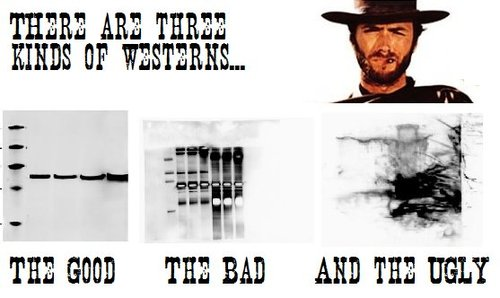 THERE ARE THREE
KINDS OF WESTERNS...
THE GOOD
THE BAD
AND THE UGLY